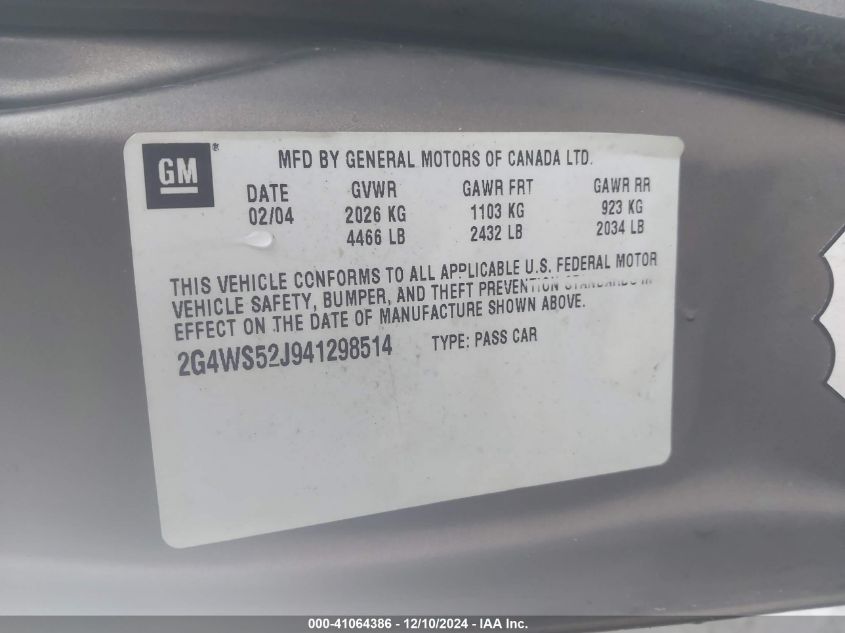 GM®
MFD BY GENERAL MOTORS OF CANADA LTD.
DATE GVWR GAWR FRT GAWR RR
02/04 2026 KG 1103 KG 923 KG
4466 LB 2432 LB 2034 LB
THIS VEHICLE CONFORMS TO ALL APPLICABLE U.S. FEDERAL MOTOR
VEHICLE SAFETY, BUMPER, AND THEFT PREVENTION STANDARDS IN
EFFECT ON THE DATE OF MANUFACTURE SHOWN ABOVE.
2G4WS52J941298514 TYPE: PASS CAR
000-41064386 - 12/10/2024 - IAA Inc.